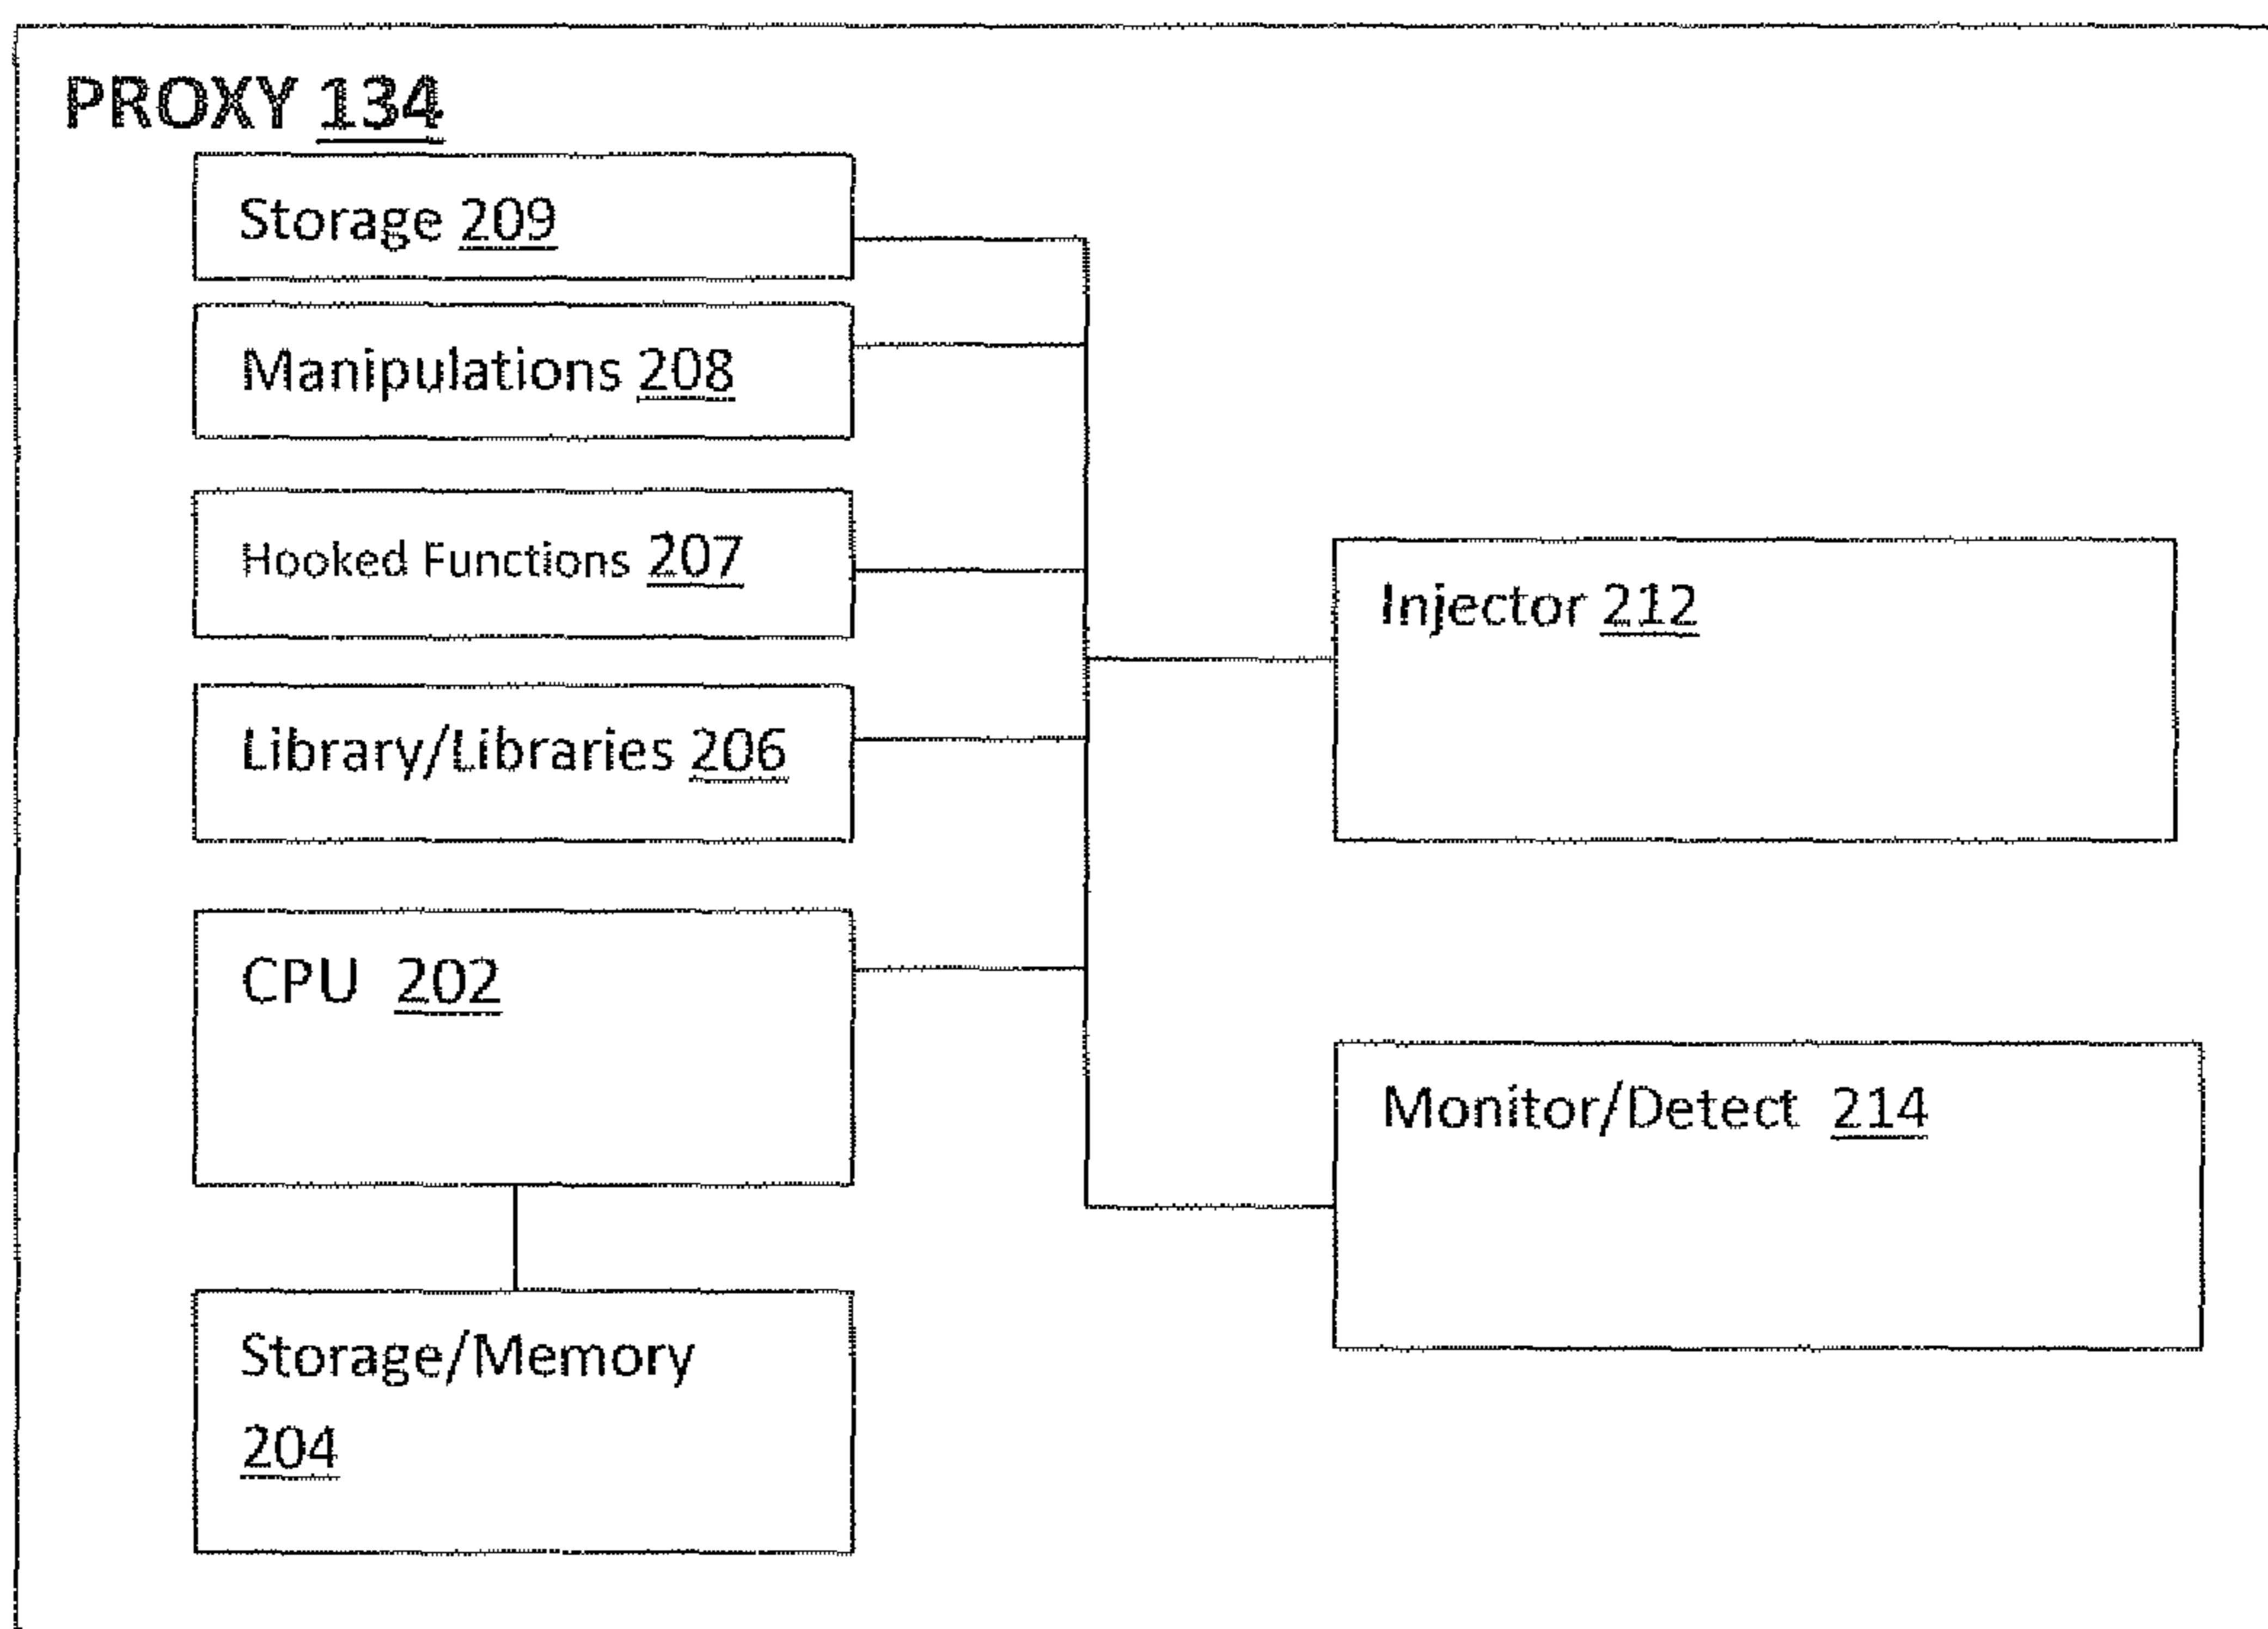 PROXY 134
Storage 209
Manipulations 208
Hooked Functions 207
Library/Libraries 206
CPU 202
Storage/Memory
204
Injector 212
Monitor/Detect 214